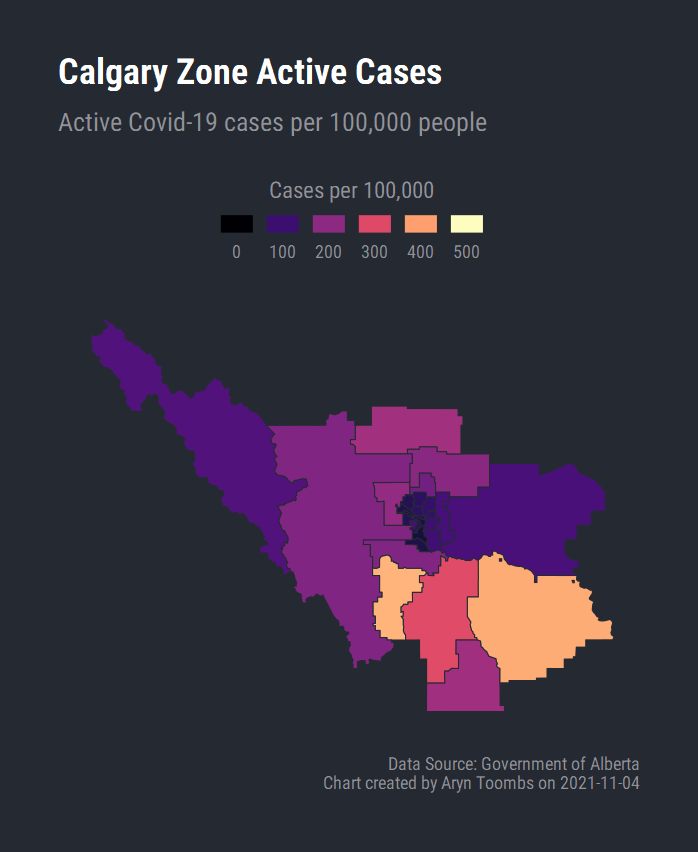 Calgary Zone Active Cases
Active Covid-19 cases per 100,000 people
Cases per 100,000
0 100 200 300 400 500
Data Source: Government of Alberta
Chart created by Aryn Toombs on 2021-11-04